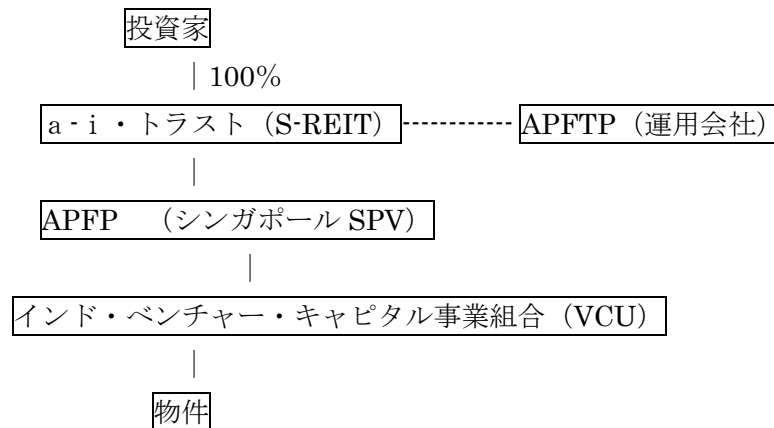 投資家
| 100%
a‐i・トラスト（S-REIT） ------------ APFTP（運用会社）
|
APFP　（シンガポール SPV）
|
インド・ベンチャー・キャピタル事業組合（VCU）
|
物件